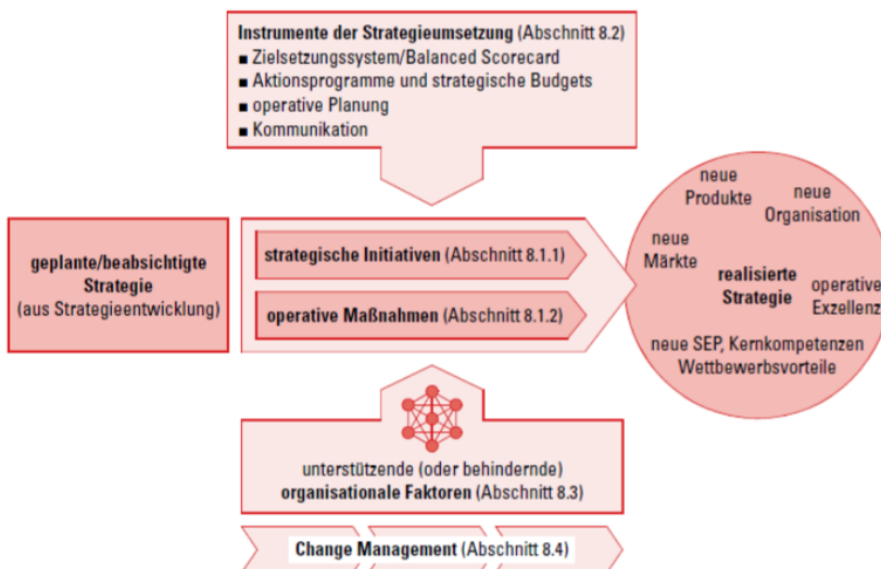 Instrumente der Strategieumsetzung (Abschnitt 8.2)
■ Zielsetzungssystem/Balanced Scorecard
■ Aktionsprogramme und strategische Budgets
■ operative Planung
■ Kommunikation
geplante/beabsichtigte
Strategie
(aus Strategieentwicklung)
strategische Initiativen (Abschnitt 8.1.1)
operative Maßnahmen (Abschnitt 8.1.2)
neue
Produkte
neue
Organisation
neue
Märkte
realisierte
Strategie
operative
Exzellenz
neue SEP, Kernkompetenzen
Wettbewerbsvorteile
unterstützende (oder behindernde)
organisationale Faktoren (Abschnitt 8.3)
Change Management (Abschnitt 8.4)